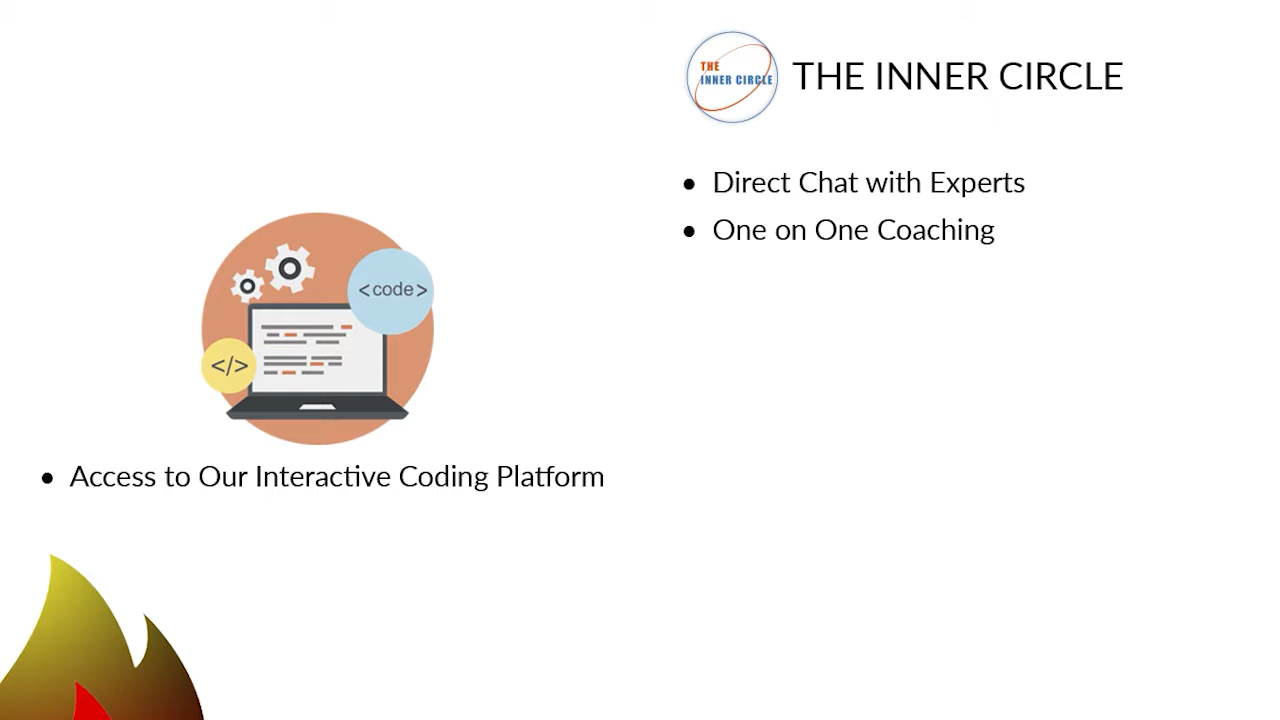 THE
INNER CIRCLE
THE INNER CIRCLE
• Direct Chat with Experts
• One on One Coaching
<code>
</>
• Access to Our Interactive Coding Platform